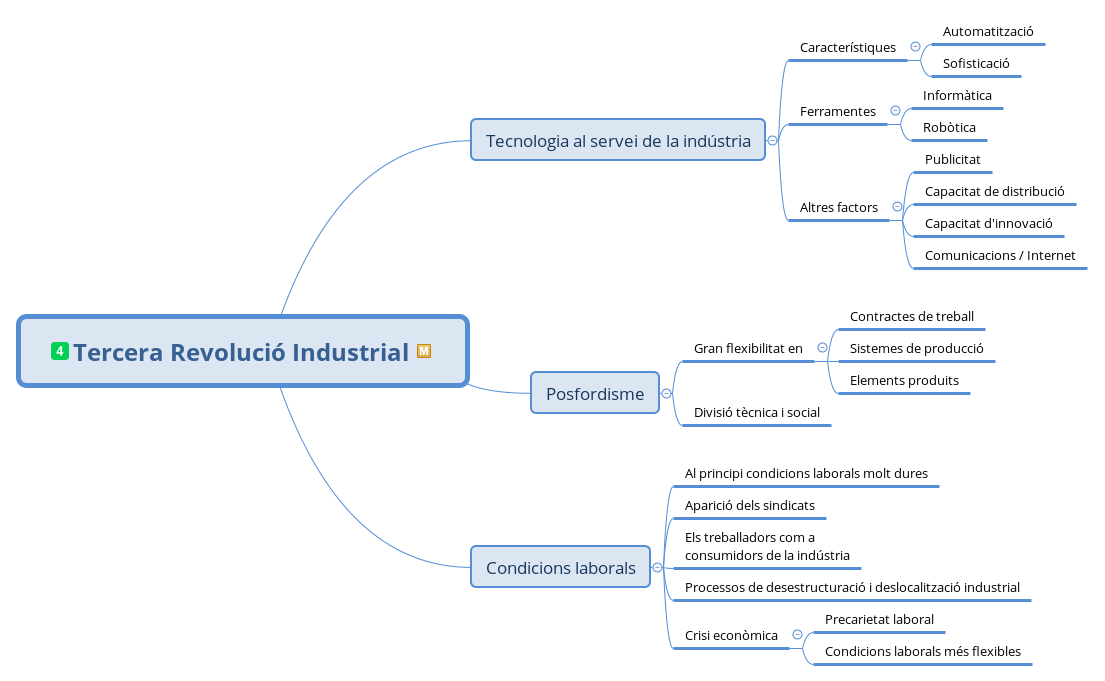 4 Tercera Revolució Industrial M
Tecnologia al servei de la indústria
Característiques
Automatització
Sofisticació
Ferramentes
Informàtica
Robòtica
Altres factors
Publicitat
Capacitat de distribució
Capacitat d'innovació
Comunicacions / Internet
Posfordisme
Gran flexibilitat en
Contractes de treball
Sistemes de producció
Elements produits
Divisió tècnica i social
Condicions laborals
Al principi condicions laborals molt dures
Aparició dels sindicats
Els treballadors com a
consumidors de la indústria
Processos de desestructuració i deslocalització industrial
Crisi econòmica
Precarietat laboral
Condicions laborals més flexibles